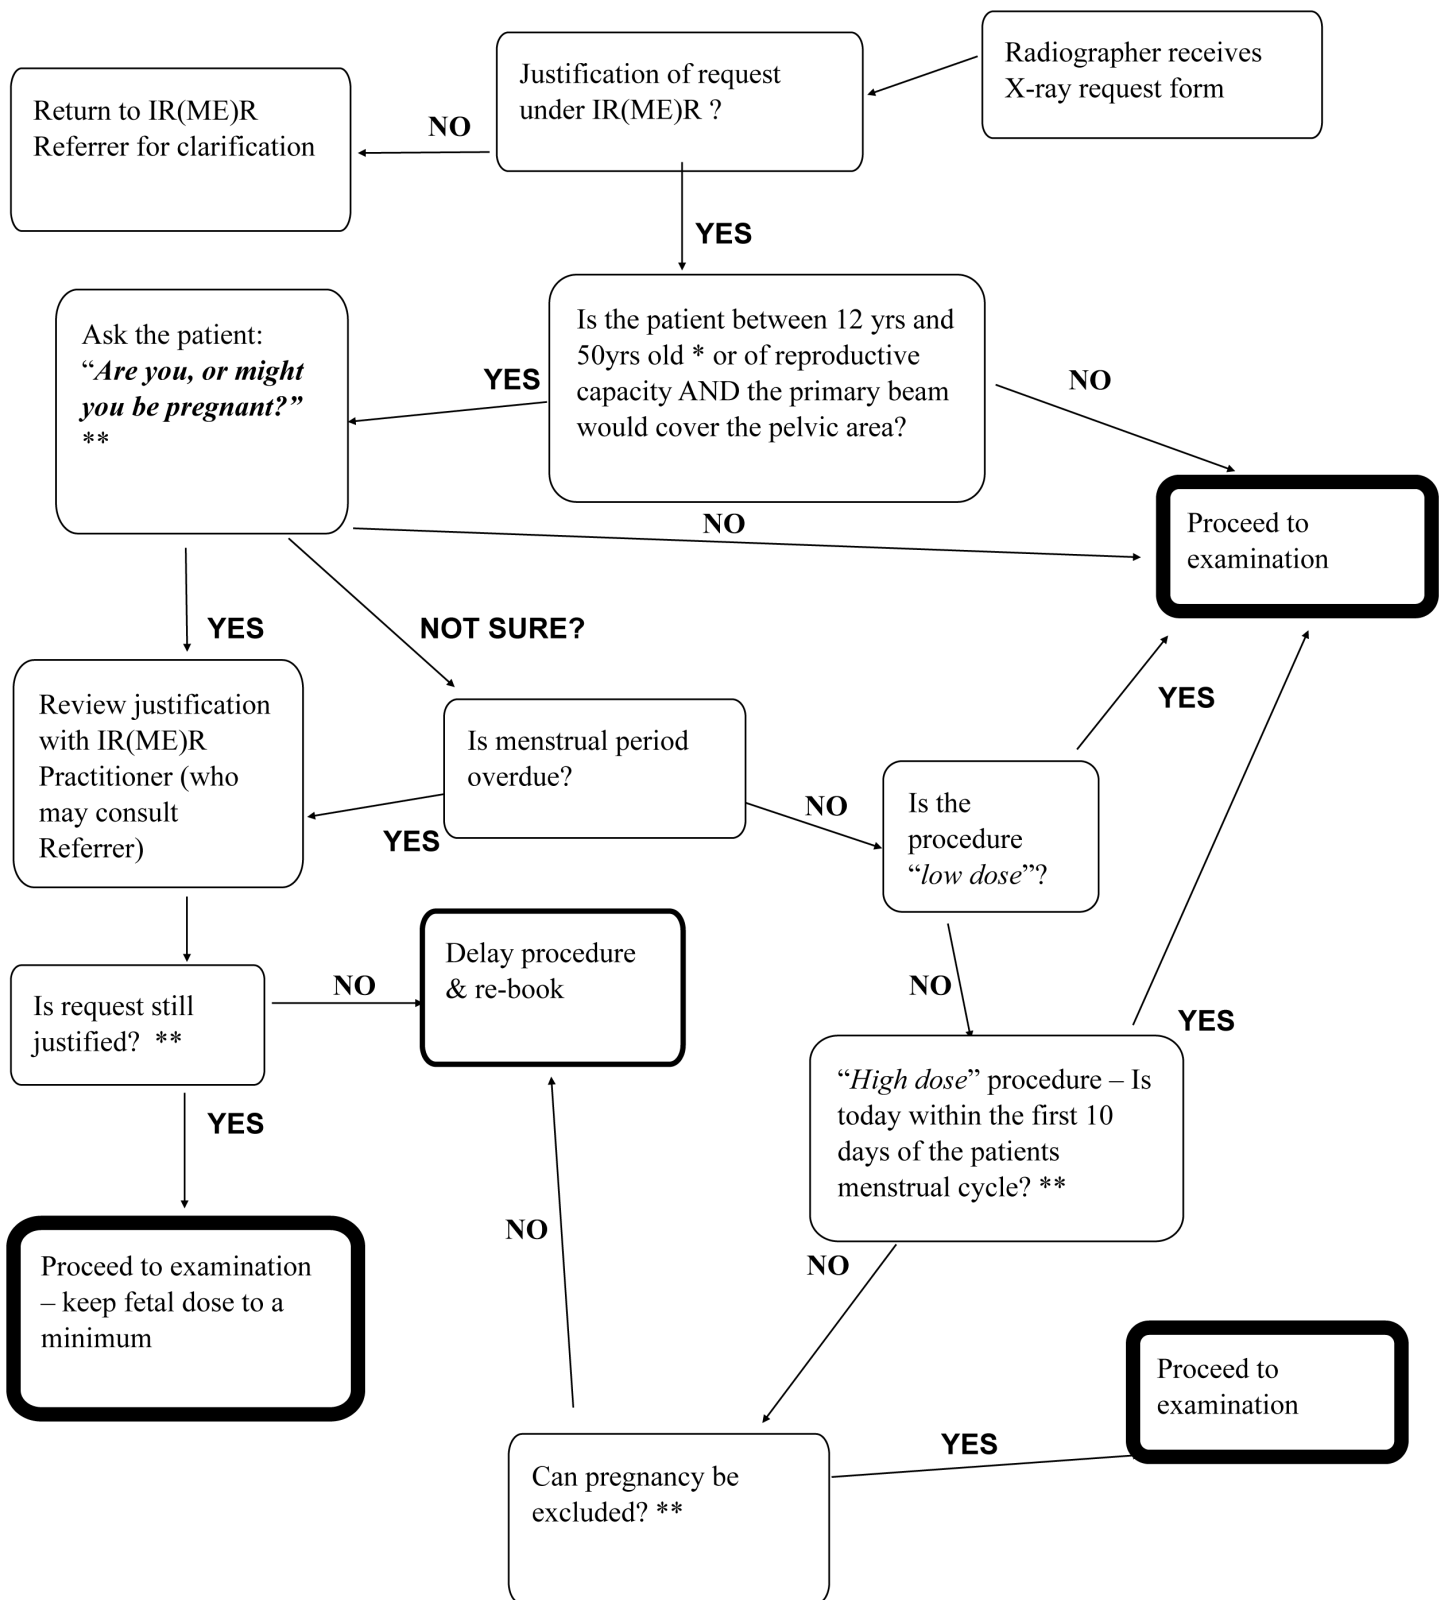 Radiographer receives
X-ray request form
Justification of request
under IR(ME)R ?
NO
Return to IR(ME)R
Referrer for clarification
YES
Is the patient between 12 yrs and
50yrs old * or of reproductive
capacity AND the primary beam
would cover the pelvic area?
YES
NO
Ask the patient:
“Are you, or might
you be pregnant?”
**
NO
Proceed to
examination
YES
NOT SURE?
Review justification
with IR(ME)R
Practitioner (who
may consult
Referrer)
Is menstrual period
overdue?
YES
NO
Is the
procedure
“low dose”?
YES
NO
Is request still
justified?  **
NO
Delay procedure
& re-book
YES
“High dose” procedure – Is
today within the first 10
days of the patients
menstrual cycle? **
YES
NO
NO
Proceed to examination
– keep fetal dose to a
minimum
Can pregnancy be
excluded? **
YES
Proceed to
examination